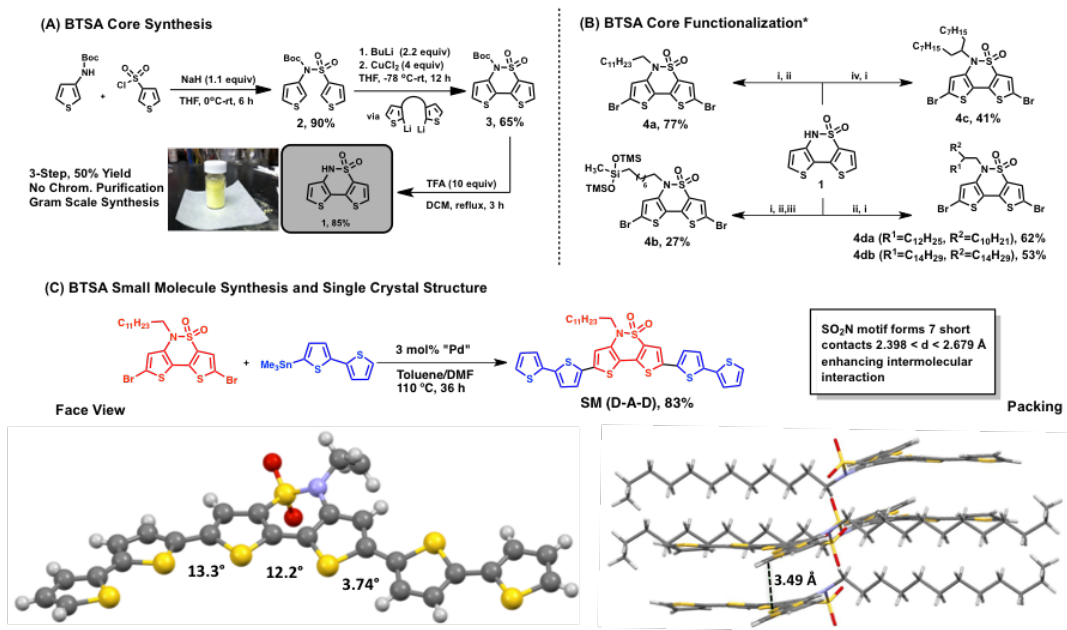 (A) BTSA Core Synthesis
Boc
NH
S
+
Cl
S
O
O
S
NaH (1.1 equiv)
THF, 0ºC-rt, 6 h
Boc
N
S
O
O
S
S
2, 90%
1. BuLi (2.2 equiv)
2. CuCl₂ (4 equiv)
THF, -78 ºC-rt, 12 h
via
S
S
Li
Li
Boc
N
S
O
O
S
S
3, 65%
3-Step, 50% Yield
No Chrom. Purification
Gram Scale Synthesis
HN
S
O
O
S
S
1, 85%
TFA (10 equiv)
DCM, reflux, 3 h
(B) BTSA Core Functionalization*
C₁₁H₂₃
N
S
O
O
Br
S
S
Br
4a, 77%
i, ii
iv, i
C₇H₁₅
C₇H₁₅
N
S
O
O
Br
S
S
Br
4c, 41%
HN
S
O
O
S
S
1
OTMS
H₃C
Si
TMSO
6
N
S
O
O
Br
S
S
Br
4b, 27%
i, ii,iii
ii, i
R²
R¹
N
S
O
O
Br
S
S
Br
4da (R¹=C₁₂H₂₅, R²=C₁₀H₂₁), 62%
4db (R¹=C₁₄H₂₉, R²=C₁₄H₂₉), 53%
(C) BTSA Small Molecule Synthesis and Single Crystal Structure
C₁₁H₂₃
N
S
O
O
Br
S
S
Br
+
Me₃Sn
S
S
3 mol% "Pd"
Toluene/DMF
110 ºC, 36 h
C₁₁H₂₃
N
S
O
O
S
S
S
S
S
S
SM (D-A-D), 83%
SO₂N motif forms 7 short
contacts 2.398 < d < 2.679 Å
enhancing intermolecular
interaction
Face View
Packing
13.3°
12.2°
3.74°
3.49 Å